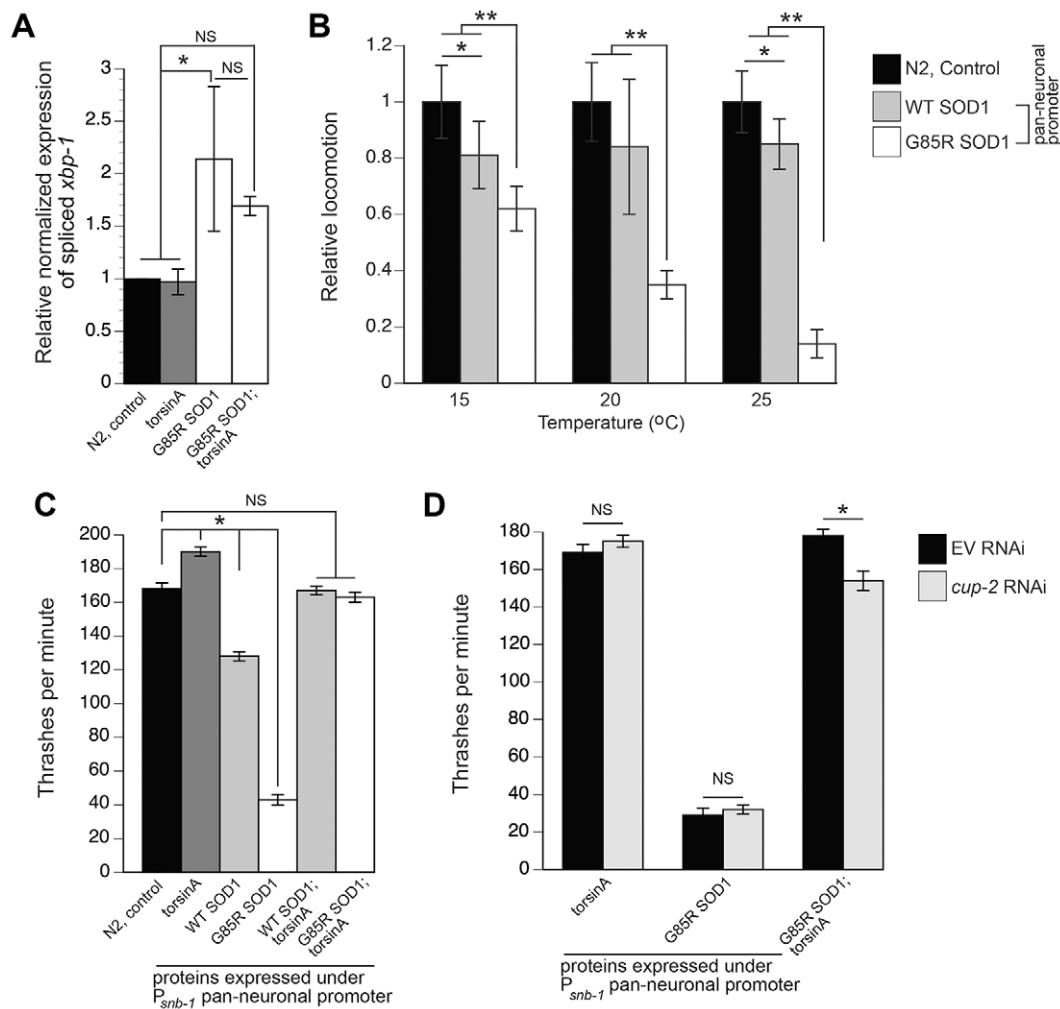 A
Relative normalized expression
of spliced xbp-1
3
2.5
2
1.5
1
0.5
0
NS
*
NS
N2, control
torsinA
G85R SOD1
G85R SOD1;
torsinA
B
Relative locomotion
1.2
1
0.8
0.6
0.4
0.2
0
**
*
**
**
*
15
20
25
Temperature (°C)
N2, Control
WT SOD1
G85R SOD1
pan-neuronal
promoter
C
Thrashes per minute
200
180
160
140
120
100
80
60
40
20
0
NS
*
N2, control
torsinA
WT SOD1
G85R SOD1
WT SOD1;
torsinA
G85R SOD1;
torsinA
proteins expressed under
Psnb-1 pan-neuronal promoter
D
Thrashes per minute
180
160
140
120
100
80
60
40
20
0
NS
NS
*
EV RNAi
cup-2 RNAi
torsinA
G85R SOD1
G85R SOD1;
torsinA
proteins expressed under
Psnb-1 pan-neuronal promoter